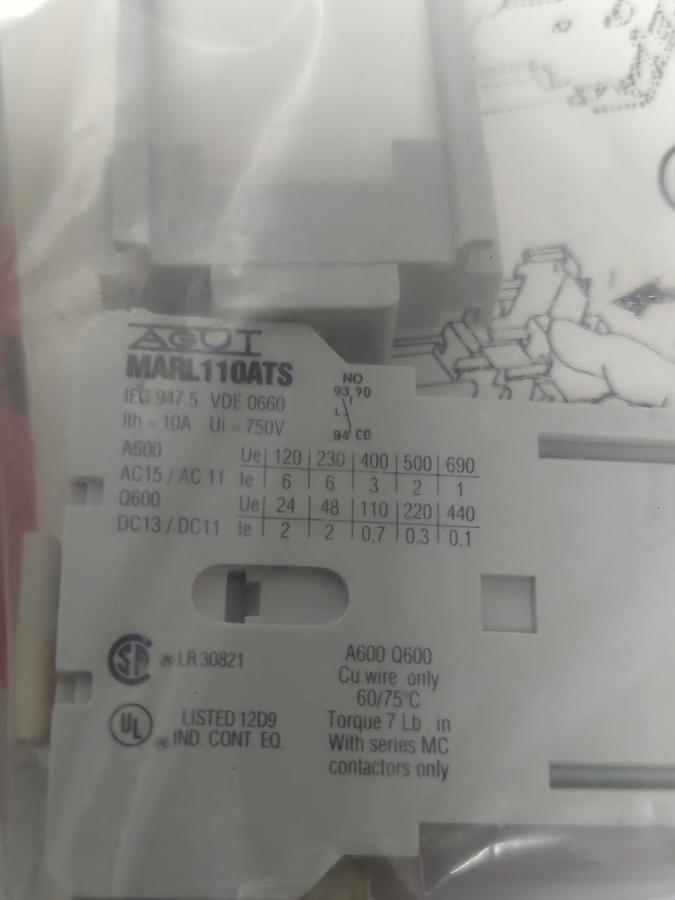 AGUT
MARL110ATS
IEC 947.5 VDE 0660
Ith = 10A Ui = 750V
NO
93,70
L
94
A600
AC15 / AC 11
Q600
DC13 / DC11
Ue 120 230 400 500 690
Ie 6 6 3 2 1
Ue 24 48 110 220 440
Ie 2 2 0,7 0,3 0,1
SP ® LR 30821
UL ® LISTED 12D9
IND. CONT. EQ.
A600 Q600
Cu wire only
60/75°C
Torque 7 Lb . in
With series MC
contactors only